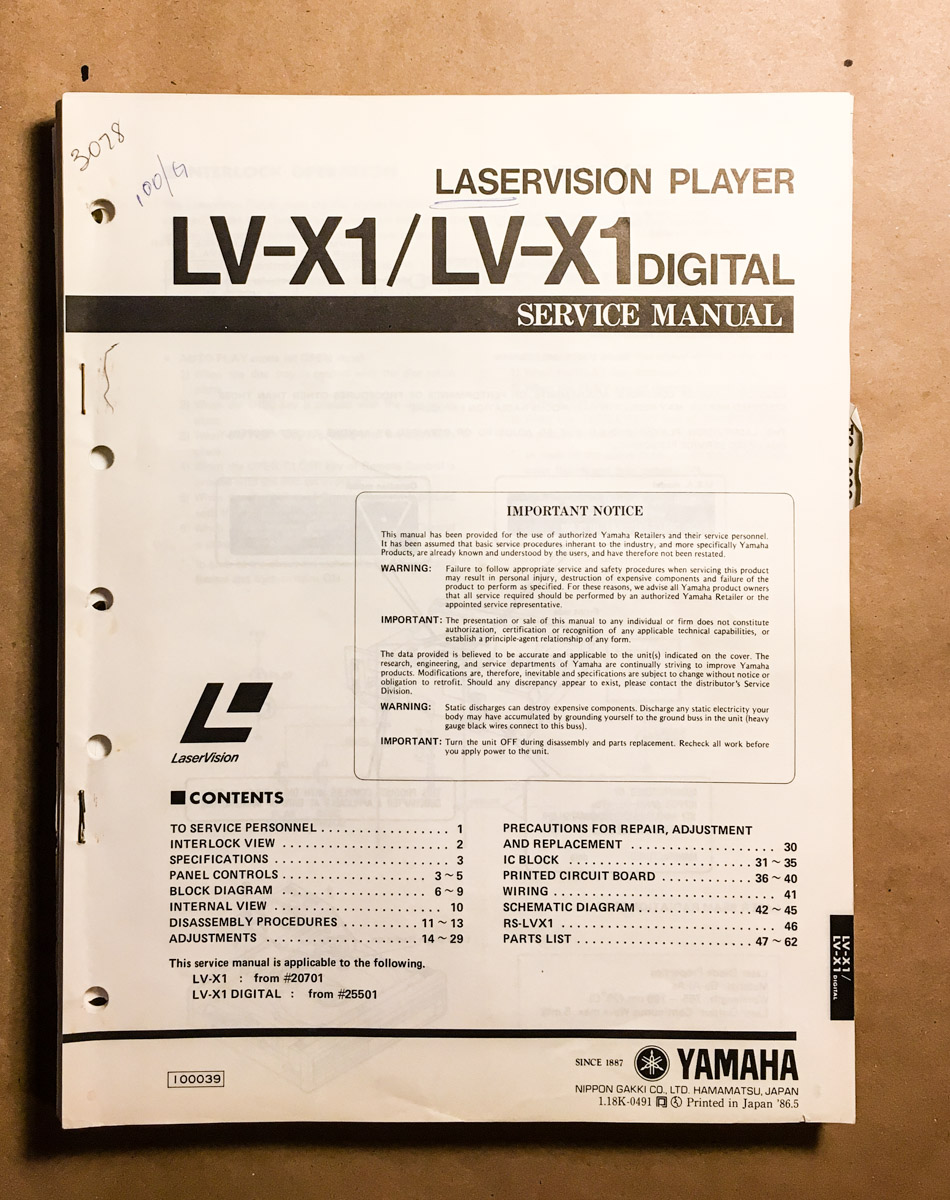 3028
100/G
LASERVISION PLAYER
LV-X1/LV-X1 DIGITAL
SERVICE MANUAL
IMPORTANT NOTICE
This manual has been provided for the use of authorized Yamaha Retailers and their service personnel.
It has been assumed that basic service procedures inherant to the industry, and more specifically Yamaha
Products, are already known and understood by the users, and have therefore not been restated.
WARNING: Failure to follow appropriate service and safety procedures when servicing this product
may result in personal injury, destruction of expensive components and failure of the
product to perform as specified. For these reasons, we advise all Yamaha product owners
that all service required should be performed by an authorized Yamaha Retailer or the
appointed service representative.
IMPORTANT: The presentation or sale of this manual to any individual or firm does not constitute
authorization, certification or recognition of any applicable technical capabilities, or
establish a principle-agent relationship of any form.
The data provided is believed to be accurate and applicable to the unit(s) indicated on the cover. The
research, engineering, and service departments of Yamaha are continually striving to improve Yamaha
products. Modifications are, therefore, inevitable and specifications are subject to change without notice or
obligation to retrofit. Should any discrepancy appear to exist, please contact the distributor's Service
Division.
WARNING: Static discharges can destroy expensive components. Discharge any static electricity your
body may have accumulated by grounding yourself to the ground buss in the unit (heavy
gauge black wires connect to this buss).
IMPORTANT: Turn the unit OFF during disassembly and parts replacement. Recheck all work before
you apply power to the unit.
LaserVision
■CONTENTS
TO SERVICE PERSONNEL . . . . . . . . . . . . . . . . . 1
INTERLOCK VIEW . . . . . . . . . . . . . . . . . . . . . . 2
SPECIFICATIONS . . . . . . . . . . . . . . . . . . . . . . . 3
PANEL CONTROLS . . . . . . . . . . . . . . . . . . . 3 ~ 5
BLOCK DIAGRAM . . . . . . . . . . . . . . . . . . . . 6 ~ 9
INTERNAL VIEW . . . . . . . . . . . . . . . . . . . . . . 10
DISASSEMBLY PROCEDURES . . . . . . . . . . 11 ~ 13
ADJUSTMENTS . . . . . . . . . . . . . . . . . . . . 14 ~ 29
PRECAUTIONS FOR REPAIR, ADJUSTMENT
AND REPLACEMENT . . . . . . . . . . . . . . . . . . . 30
IC BLOCK . . . . . . . . . . . . . . . . . . . . . . . . 31 ~ 35
PRINTED CIRCUIT BOARD . . . . . . . . . . . . 36 ~ 40
WIRING . . . . . . . . . . . . . . . . . . . . . . . . . . . . . 41
SCHEMATIC DIAGRAM . . . . . . . . . . . . . . . 42 ~ 45
RS-LVX1 . . . . . . . . . . . . . . . . . . . . . . . . . . . . 46
PARTS LIST . . . . . . . . . . . . . . . . . . . . . . . 47 ~ 62
This service manual is applicable to the following.
LV-X1 : from #20701
LV-X1 DIGITAL : from #25501
LV-X1/
LV-X1 DIGITAL
100039
SINCE 1887 YAMAHA
NIPPON GAKKI CO., LTD. HAMAMATSU, JAPAN
1.18K-0491 Printed in Japan '86.5